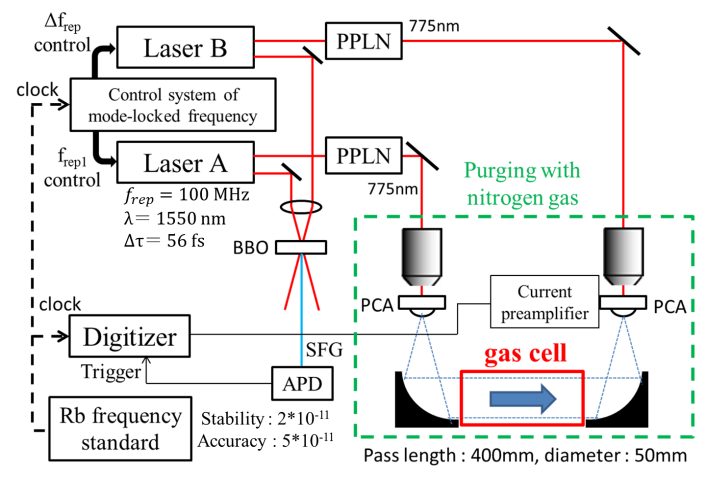 Δf_rep
control
Laser B
PPLN
775nm
clock
Control system of
mode-locked frequency
f_rep1
control
Laser A
PPLN
775nm
f_rep = 100 MHz
λ= 1550 nm
Δτ= 56 fs
Purging with
nitrogen gas
BBO
PCA
Current
preamplifier
PCA
clock
Digitizer
SFG
gas cell
Trigger
APD
Rb frequency
standard
Stability : 2*10^-11
Accuracy : 5*10^-11
Pass length : 400mm, diameter : 50mm